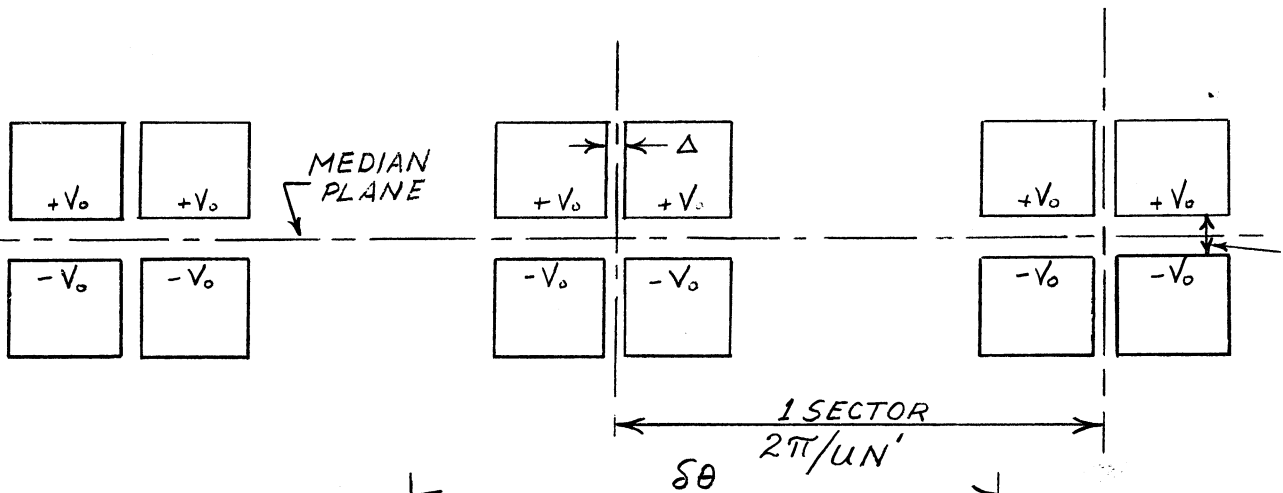 MEDIAN
PLANE
Δ
+V₀ +V₀ +V₀ +V₀ +V₀ +V₀
-V₀ -V₀ -V₀ -V₀ -V₀ -V₀
1 SECTOR
2π/UN'
δθ